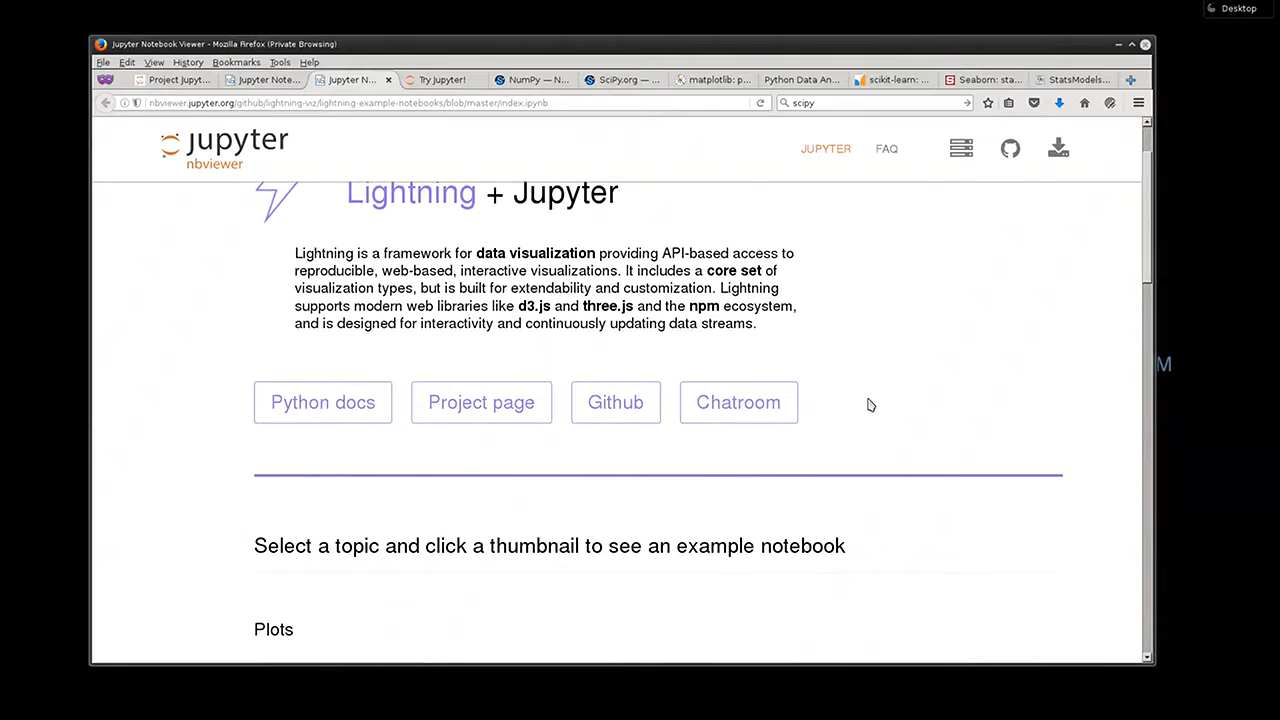 Desktop
Jupyter Notebook Viewer - Mozilla Firefox (Private Browsing)
File Edit View History Bookmarks Tools Help
Project Jupyt... Jupyter Note... Jupyter N... Try Jupyter! NumPy — N... SciPy.org — ... matplotlib: p... Python Data An... scikit-learn: ... Seaborn: sta... StatsModels...
nbviewer.jupyter.org/github/lightning-viz/lightning-example-notebooks/blob/master/index.ipynb scipy
jupyter
nbviewer
JUPYTER FAQ
Lightning + Jupyter
Lightning is a framework for data visualization providing API-based access to
reproducible, web-based, interactive visualizations. It includes a core set of
visualization types, but is built for extendability and customization. Lightning
supports modern web libraries like d3.js and three.js and the npm ecosystem,
and is designed for interactivity and continuously updating data streams.
M
Python docs Project page Github Chatroom
Select a topic and click a thumbnail to see an example notebook
Plots